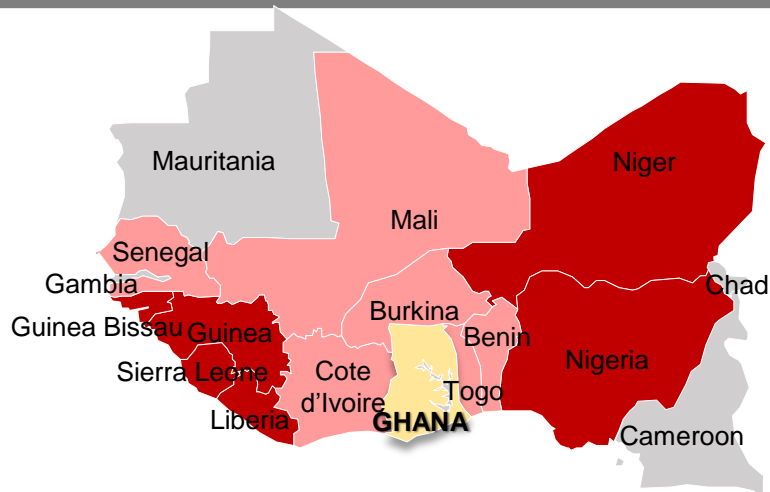 Mauritania
Niger
Mali
Senegal
Gambia
Chad
Burkina
Guinea Bissau
Guinea
Benin
Nigeria
Sierra Leone
Cote
d’Ivoire
Togo
Liberia
GHANA
Cameroon